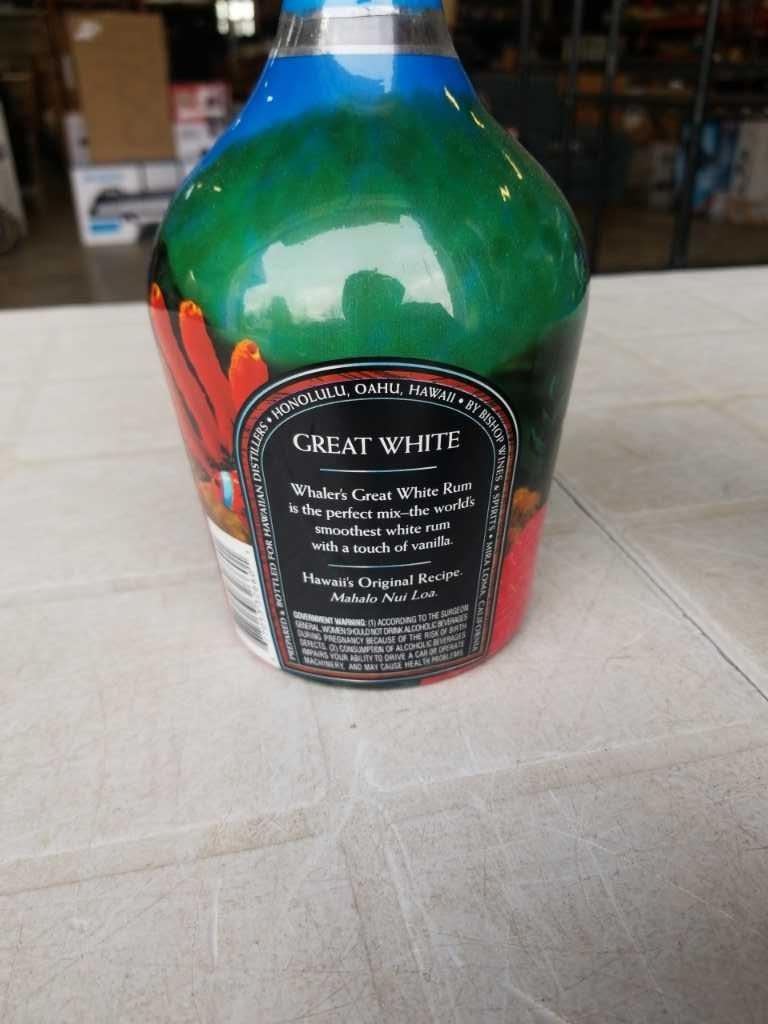 PREPARED & BOTTLED FOR HAWAIIAN DISTILLERS • HONOLULU, OAHU, HAWAII • BY BISHOP WINES & SPIRITS • MIRA LOMA, CALIFORNIA
GREAT WHITE
Whaler's Great White Rum
is the perfect mix–the world's
smoothest white rum
with a touch of vanilla.
Hawaii's Original Recipe.
Mahalo Nui Loa.
GOVERNMENT WARNING: (1) ACCORDING TO THE SURGEON
GENERAL, WOMEN SHOULD NOT DRINK ALCOHOLIC BEVERAGES
DURING PREGNANCY BECAUSE OF THE RISK OF BIRTH
DEFECTS. (2) CONSUMPTION OF ALCOHOLIC BEVERAGES
IMPAIRS YOUR ABILITY TO DRIVE A CAR OR OPERATE
MACHINERY, AND MAY CAUSE HEALTH PROBLEMS.